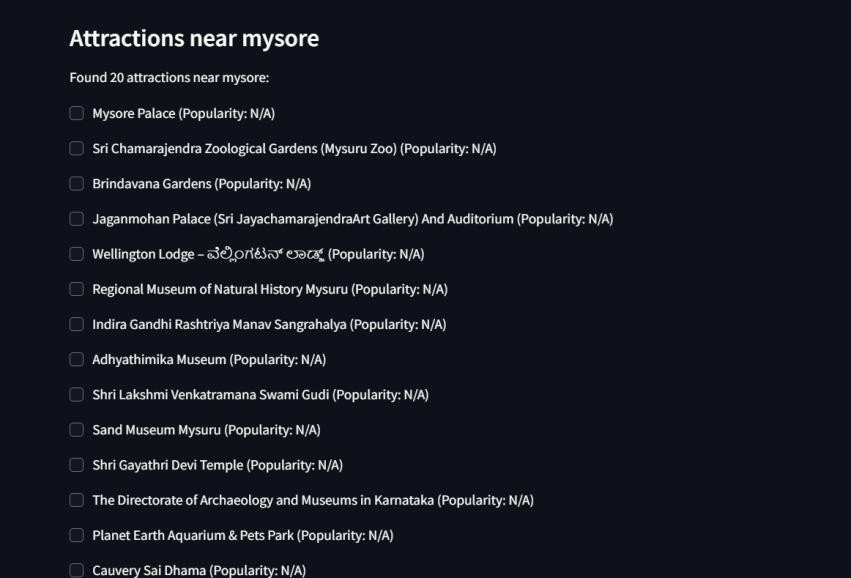 Attractions near mysore
Found 20 attractions near mysore:
Mysore Palace (Popularity: N/A)
Sri Chamarajendra Zoological Gardens (Mysuru Zoo) (Popularity: N/A)
Brindavana Gardens (Popularity: N/A)
Jaganmohan Palace (Sri JayachamarajendraArt Gallery) And Auditorium (Popularity: N/A)
Wellington Lodge – ವೆಲ್ಲಿಂಗಟನ್ ಲಾಡ್ಜ್ (Popularity: N/A)
Regional Museum of Natural History Mysuru (Popularity: N/A)
Indira Gandhi Rashtriya Manav Sangrahalya (Popularity: N/A)
Adhyathimika Museum (Popularity: N/A)
Shri Lakshmi Venkatramana Swami Gudi (Popularity: N/A)
Sand Museum Mysuru (Popularity: N/A)
Shri Gayathri Devi Temple (Popularity: N/A)
The Directorate of Archaeology and Museums in Karnataka (Popularity: N/A)
Planet Earth Aquarium & Pets Park (Popularity: N/A)
Cauvery Sai Dhama (Popularity: N/A)